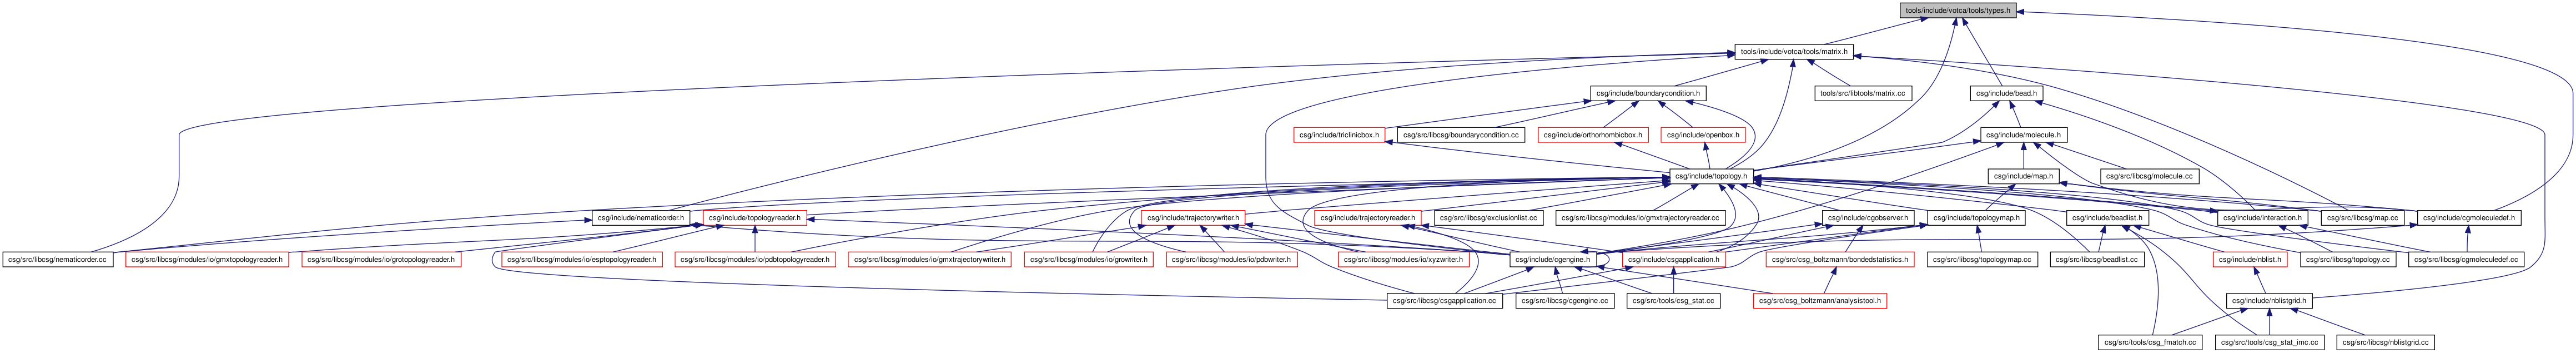 tools/include/votca/tools/types.h
tools/include/votca/tools/matrix.h
csg/include/boundarycondition.h
tools/src/libtools/matrix.cc
csg/include/bead.h
csg/include/triclinicbox.h
csg/src/libcsg/boundarycondition.cc
csg/include/orthorhombicbox.h
csg/include/openbox.h
csg/include/molecule.h
csg/include/topology.h
csg/include/map.h
csg/src/libcsg/molecule.cc
csg/include/nematicorder.h
csg/include/topologyreader.h
csg/include/trajectorywriter.h
csg/include/trajectoryreader.h
csg/src/libcsg/exclusionlist.cc
csg/src/libcsg/modules/io/gmxtrajectoryreader.cc
csg/include/cgobserver.h
csg/include/topologymap.h
csg/include/beadlist.h
csg/include/interaction.h
csg/src/libcsg/map.cc
csg/include/cgmoleculedef.h
csg/src/libcsg/nematicorder.cc
csg/src/libcsg/modules/io/gmxtopologyreader.h
csg/src/libcsg/modules/io/grotopologyreader.h
csg/src/libcsg/modules/io/esptopologyreader.h
csg/src/libcsg/modules/io/pdbtopologyreader.h
csg/src/libcsg/modules/io/gmxtrajectorywriter.h
csg/src/libcsg/modules/io/growriter.h
csg/src/libcsg/modules/io/pdbwriter.h
csg/src/libcsg/modules/io/xyzwriter.h
csg/include/cgengine.h
csg/include/csgapplication.h
csg/src/csg_boltzmann/bondedstatistics.h
csg/src/libcsg/topologymap.cc
csg/src/libcsg/beadlist.cc
csg/include/nblist.h
csg/src/libcsg/topology.cc
csg/src/libcsg/cgmoleculedef.cc
csg/src/libcsg/csgapplication.cc
csg/src/libcsg/cgengine.cc
csg/src/tools/csg_stat.cc
csg/src/csg_boltzmann/analysistool.h
csg/include/nblistgrid.h
csg/src/tools/csg_fmatch.cc
csg/src/tools/csg_stat_imc.cc
csg/src/libcsg/nblistgrid.cc